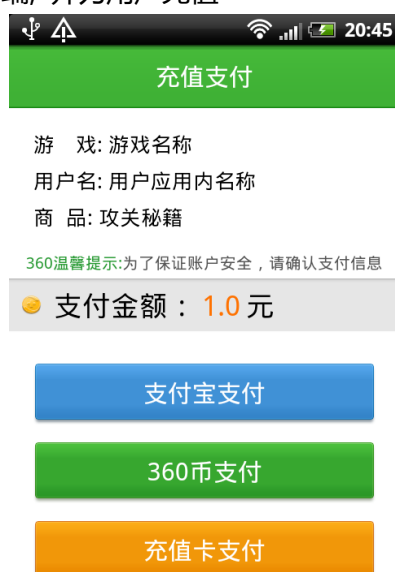 20:45
充值支付
游 戏: 游戏名称
用户名: 用户应用内名称
商 品: 攻关秘籍
360温馨提示:为了保证账户安全，请确认支付信息
支付金额： 1.0 元
支付宝支付
360币支付
充值卡支付